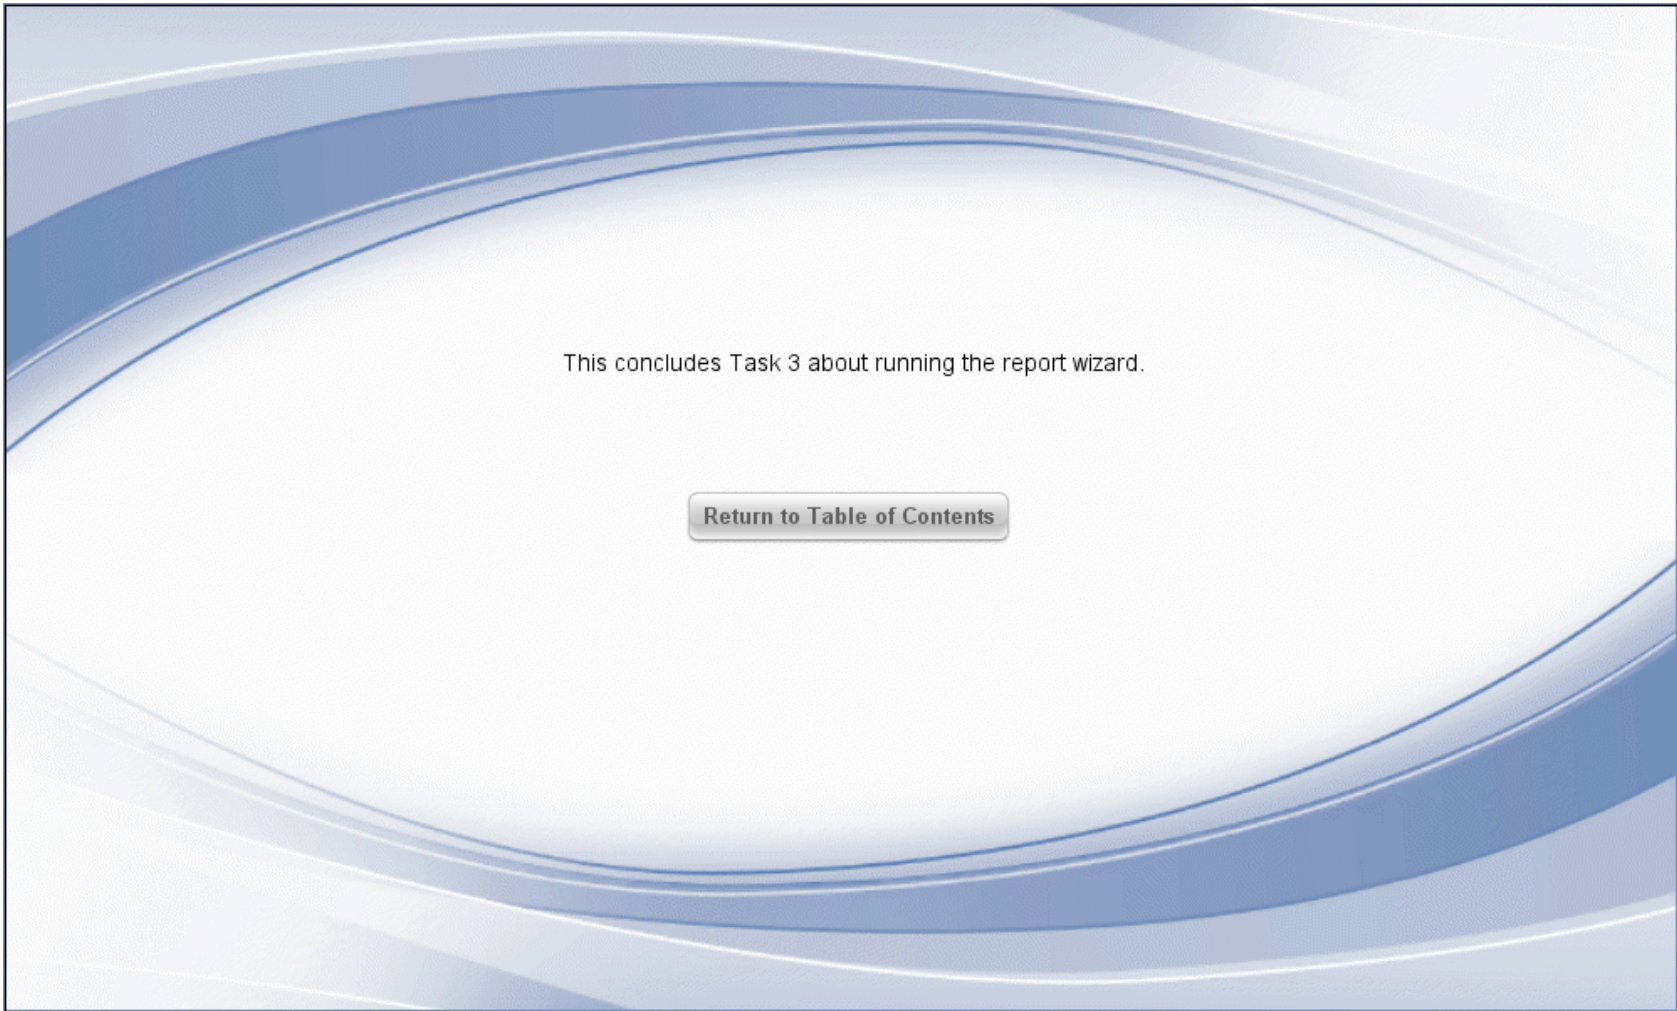 This concludes Task 3 about running the report wizard.
Return to Table of Contents